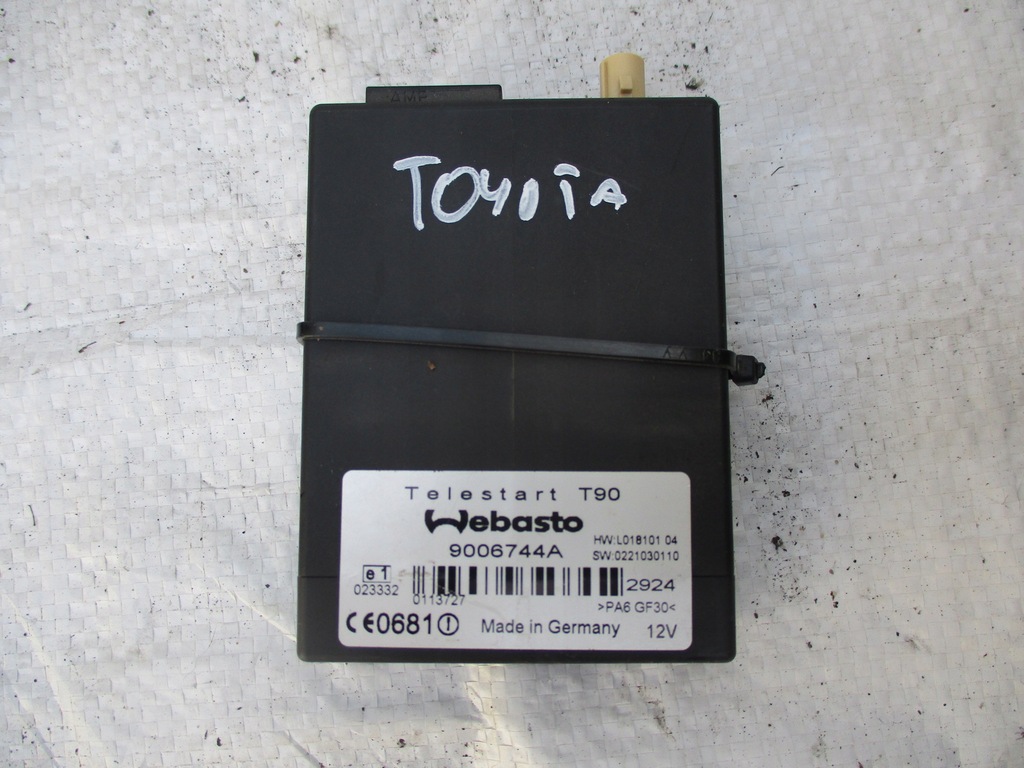 AMP
TOYOTA
Telestart T90
Webasto
9006744A
HW:L018101 04
SW:0221030110
e1
023332
0113727
2924
>PA6 GF30<
CE0681
Made in Germany
12V